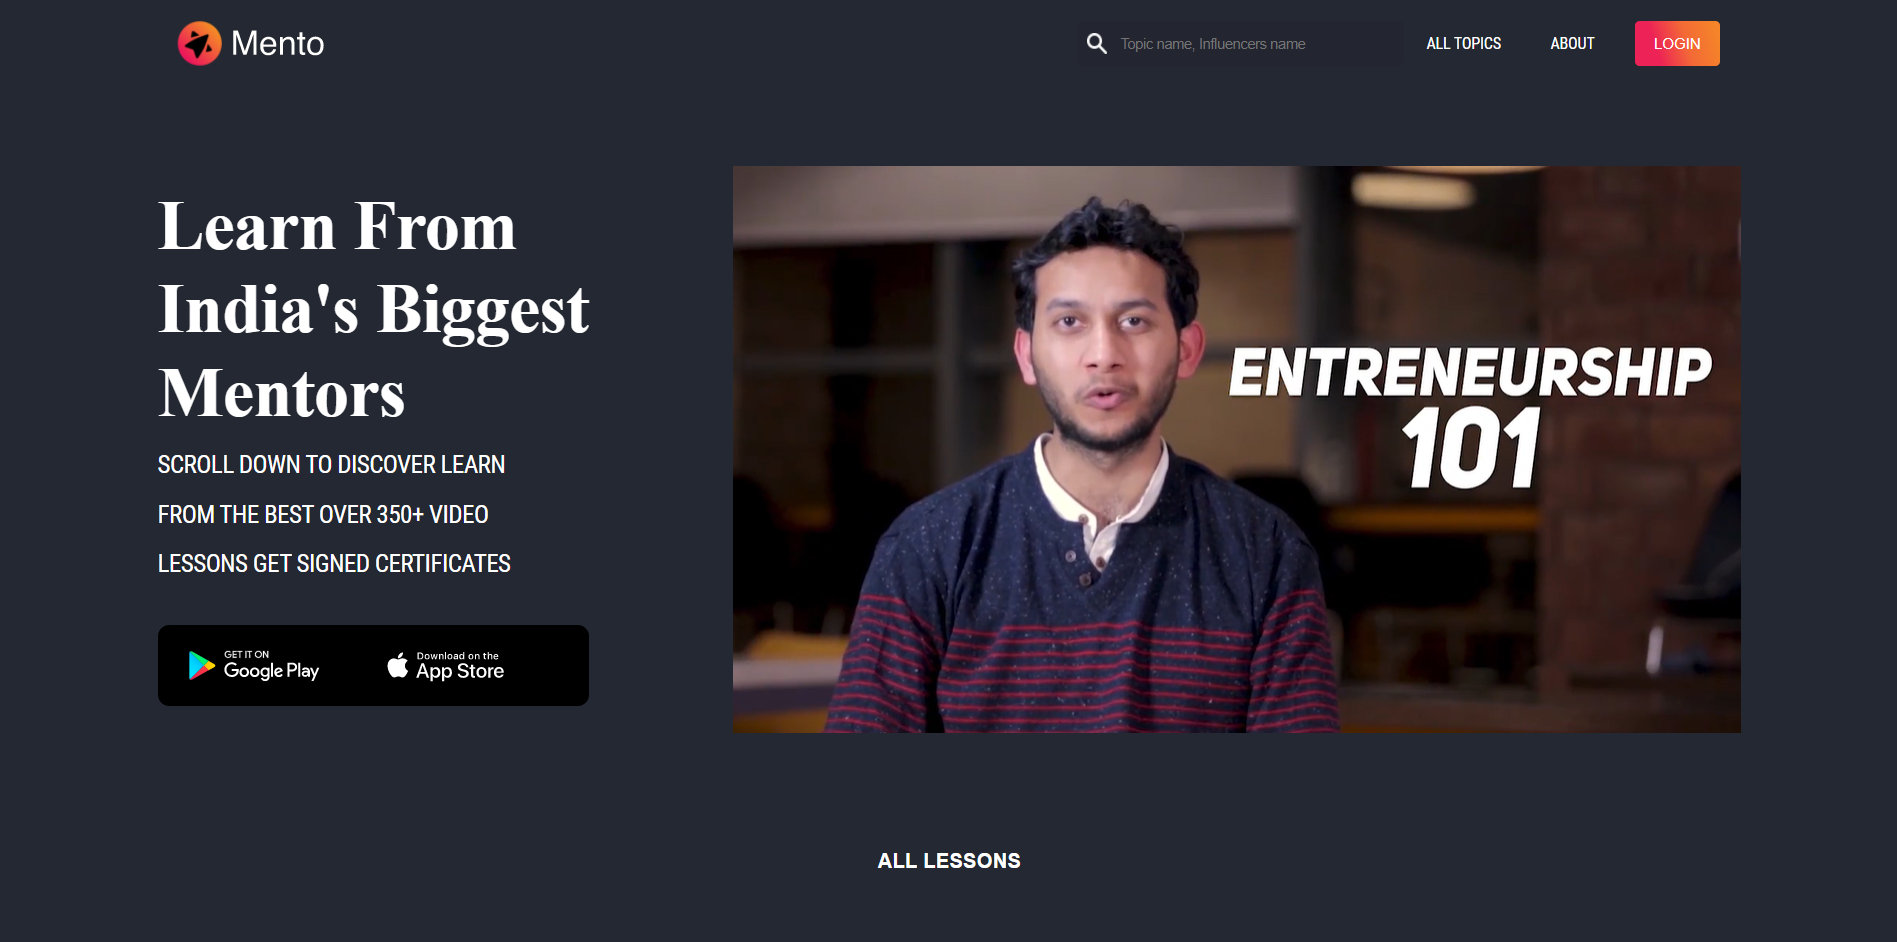 Mento
Topic name, Influencers name
ALL TOPICS
ABOUT
LOGIN
Learn From
India's Biggest
Mentors
SCROLL DOWN TO DISCOVER LEARN
FROM THE BEST OVER 350+ VIDEO
LESSONS GET SIGNED CERTIFICATES
GET IT ON
Google Play
Download on the
App Store
ENTRENEURSHIP
101
ALL LESSONS